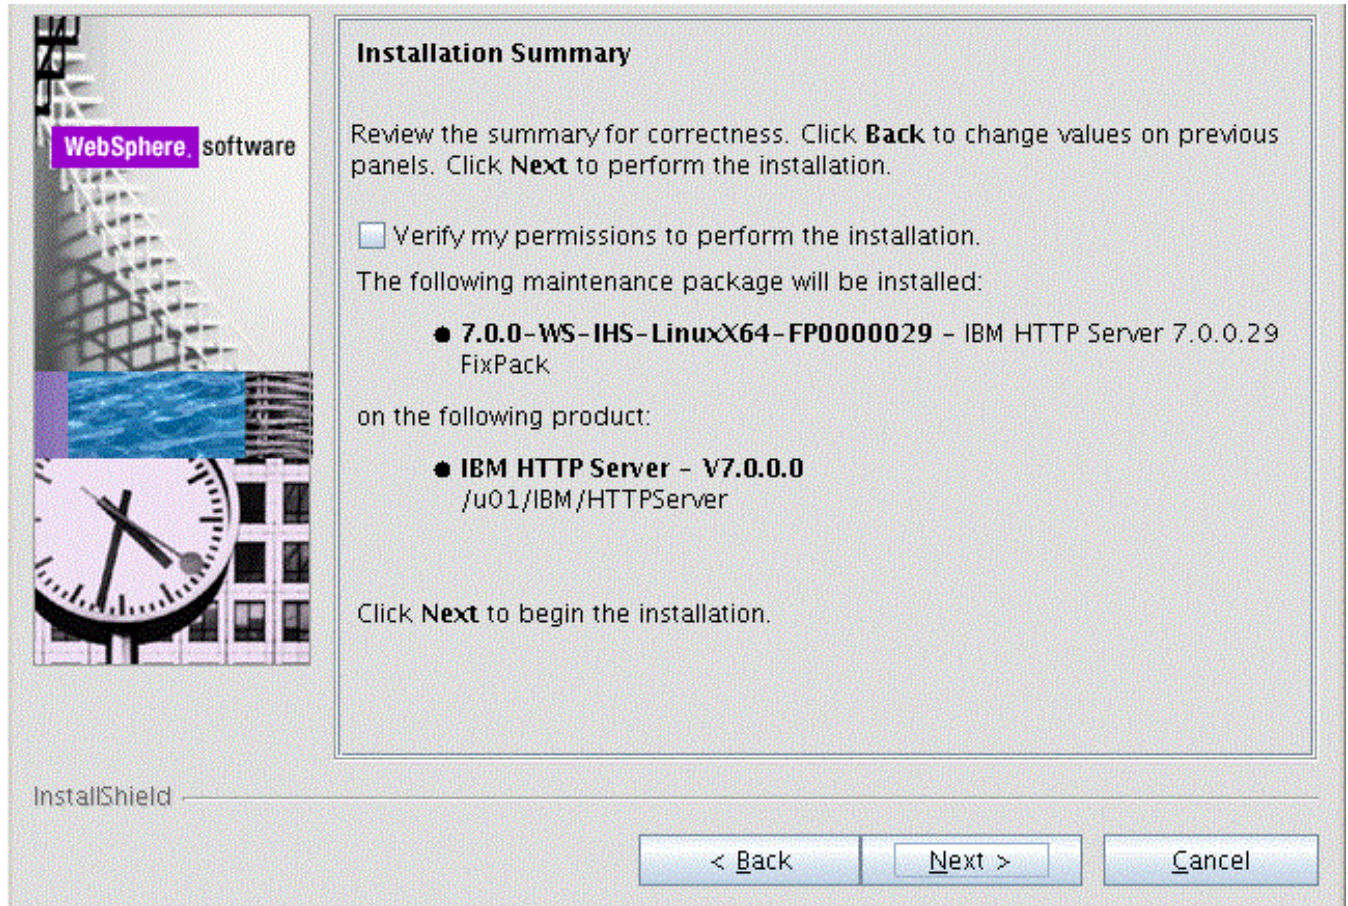 Installation Summary
WebSphere. software
Review the summary for correctness. Click Back to change values on previous
panels. Click Next to perform the installation.
Verify my permissions to perform the installation.
The following maintenance package will be installed:
● 7.0.0-WS-IHS-LinuxX64-FP0000029 – IBM HTTP Server 7.0.0.29
FixPack
on the following product:
● IBM HTTP Server – V7.0.0.0
/u01/IBM/HTTPServer
Click Next to begin the installation.
InstallShield
< Back
Next >
Cancel